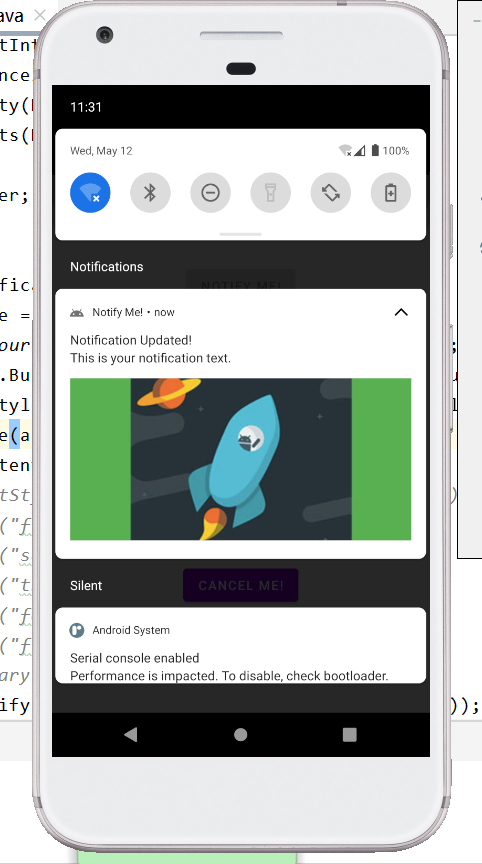 ava
11:31
Wed, May 12
100%
Notifications
NOTIFY ME!
Notify Me! • now
Notification Updated!
This is your notification text.
Silent
CANCEL ME!
Android System
Serial console enabled
Performance is impacted. To disable, check bootloader.
tInt
nce
ty(
ts(
er;
fica
e =
our
.Bu
tyl
e(a
ten
tSt
("f
("s
("t
("f
("f
ary
ify
));